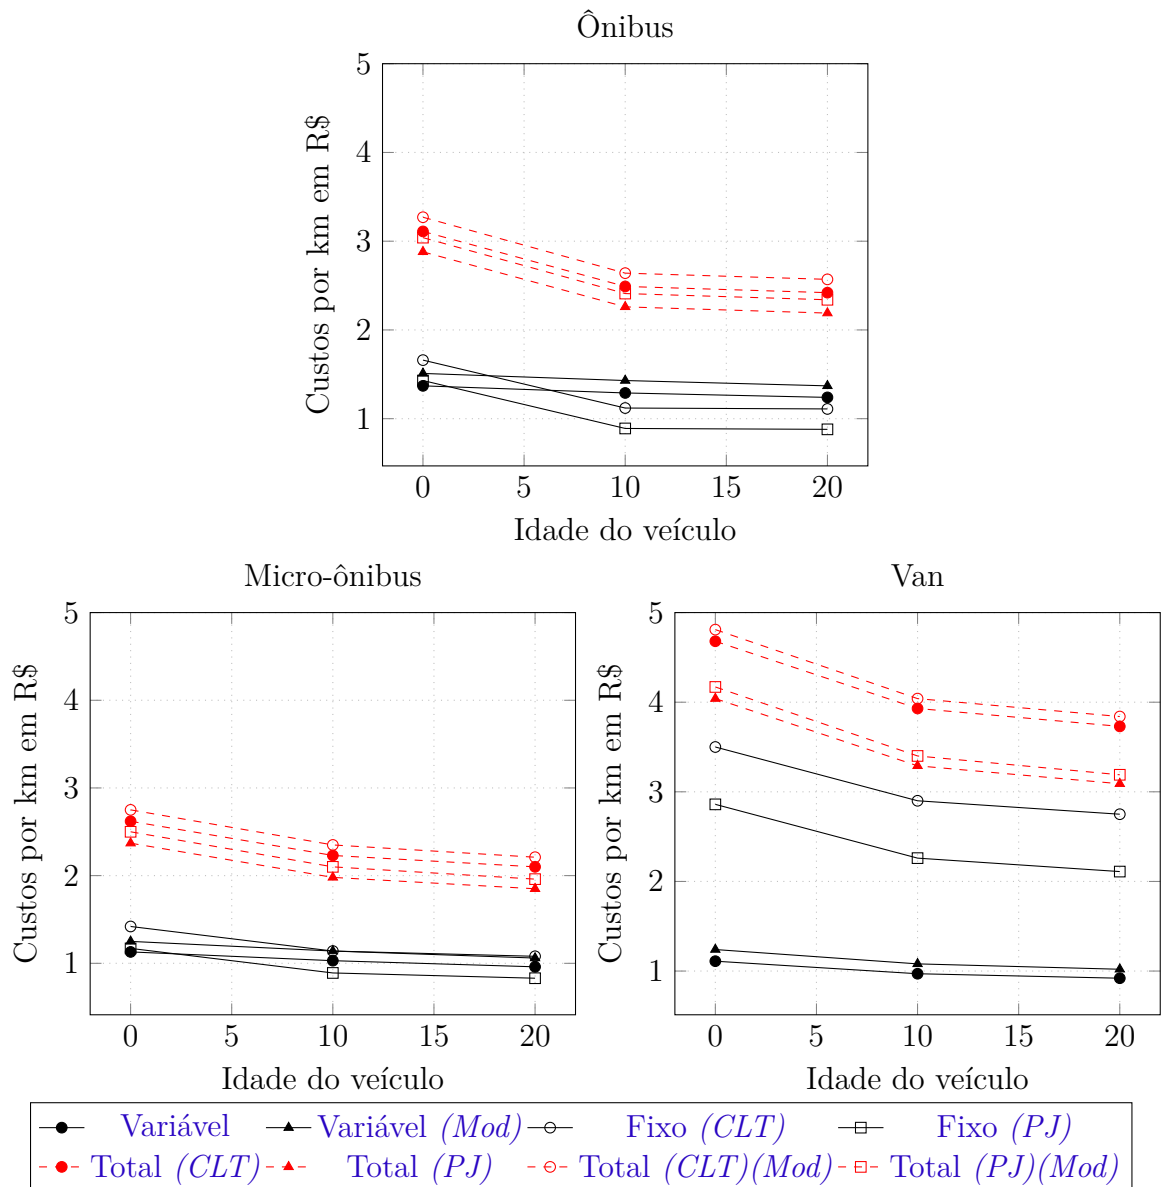 Ônibus
5
4
3
2
1
Custos por km em R$
0 5 10 15 20
Idade do veículo
Micro-ônibus
5
4
3
2
1
Custos por km em R$
0 5 10 15 20
Idade do veículo
Van
5
4
3
2
1
Custos por km em R$
0 5 10 15 20
Idade do veículo
Variável Variável (Mod) Fixo (CLT) Fixo (PJ)
Total (CLT) Total (PJ) Total (CLT)(Mod) Total (PJ)(Mod)